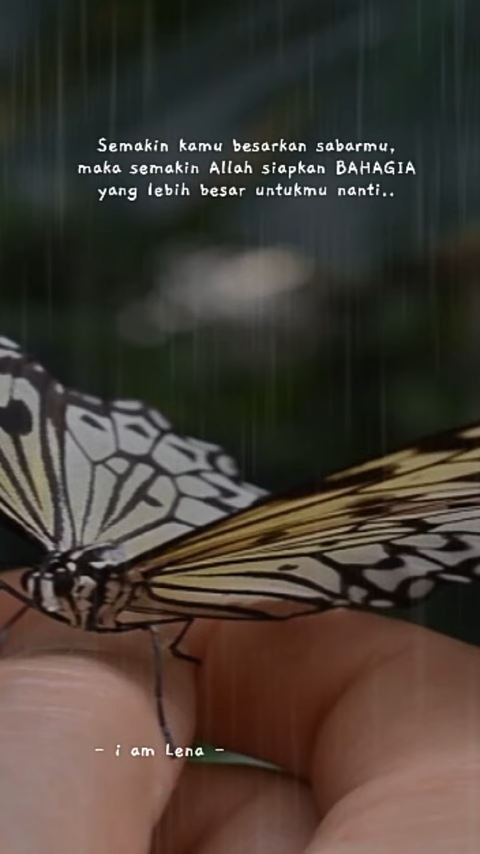 Semakin kamu besarkan sabarmu,
maka semakin Allah siapkan BAHAGIA
yang lebih besar untukmu nanti..
- i am Lena -